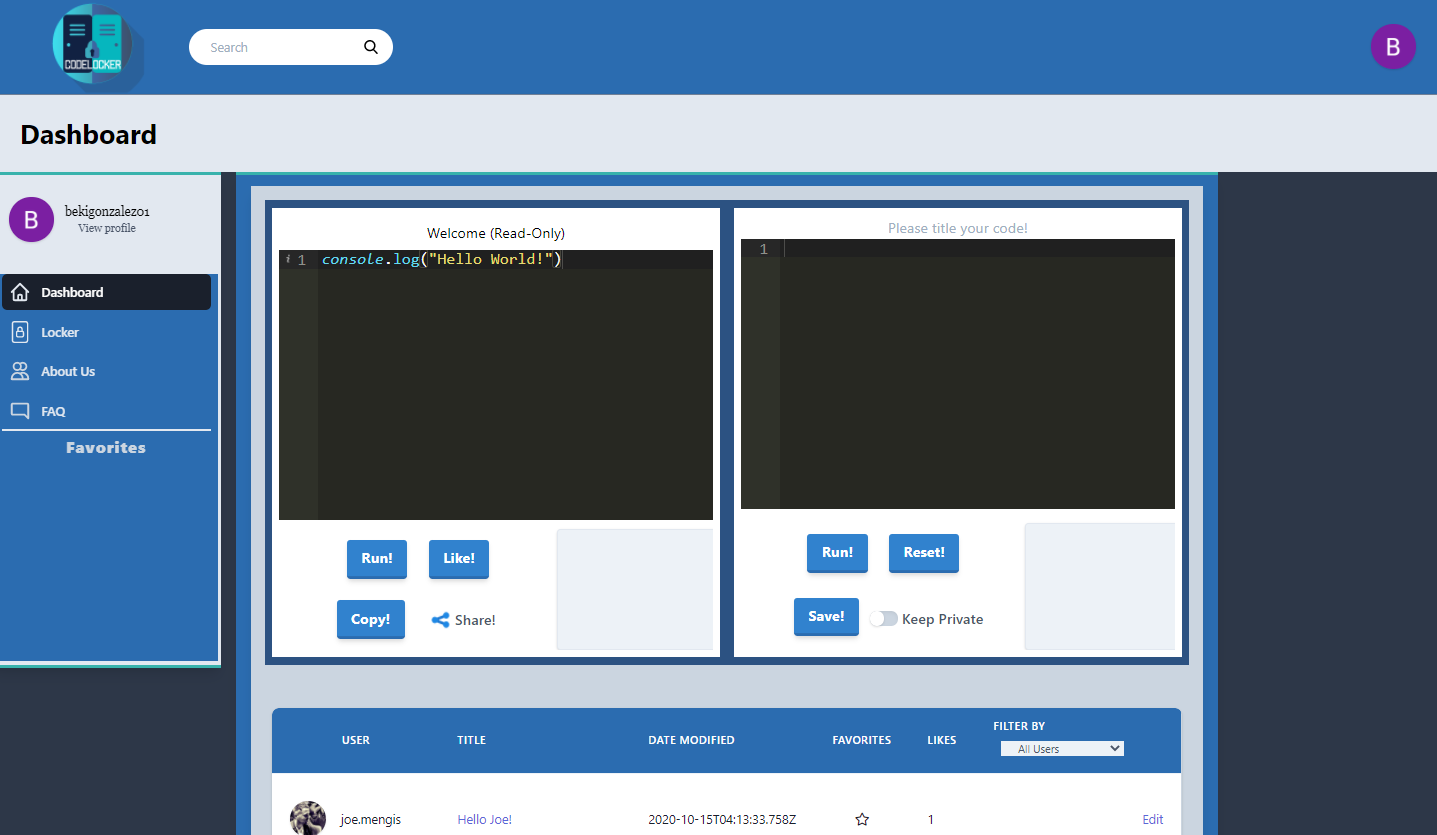 CODELOCKER
Search
B
Dashboard
B
bekigonzalez01
View profile
Dashboard
Locker
About Us
FAQ
Favorites
Welcome (Read-Only)
i 1 console.log("Hello World!")
Run! Like!
Copy! Share!
Please title your code!
1
Run! Reset!
Save! Keep Private
USER TITLE DATE MODIFIED FAVORITES LIKES FILTER BY
All Users
joe.mengis Hello Joe! 2020-10-15T04:13:33.758Z 1 Edit